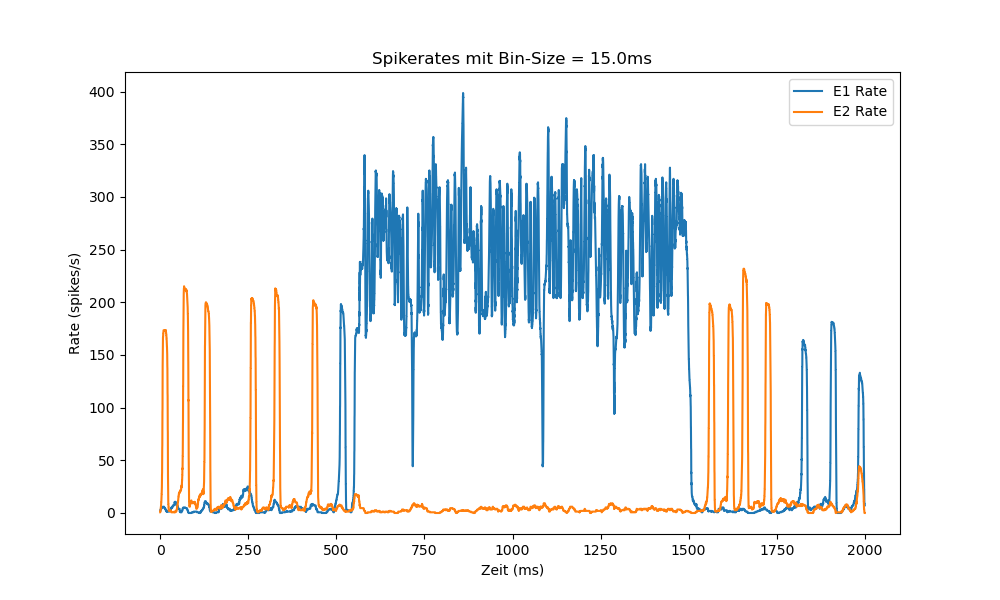 Spikerates mit Bin-Size = 15.0ms
E1 Rate
E2 Rate
400
350
300
250
200
150
100
50
0
Rate (spikes/s)
0 250 500 750 1000 1250 1500 1750 2000
Zeit (ms)